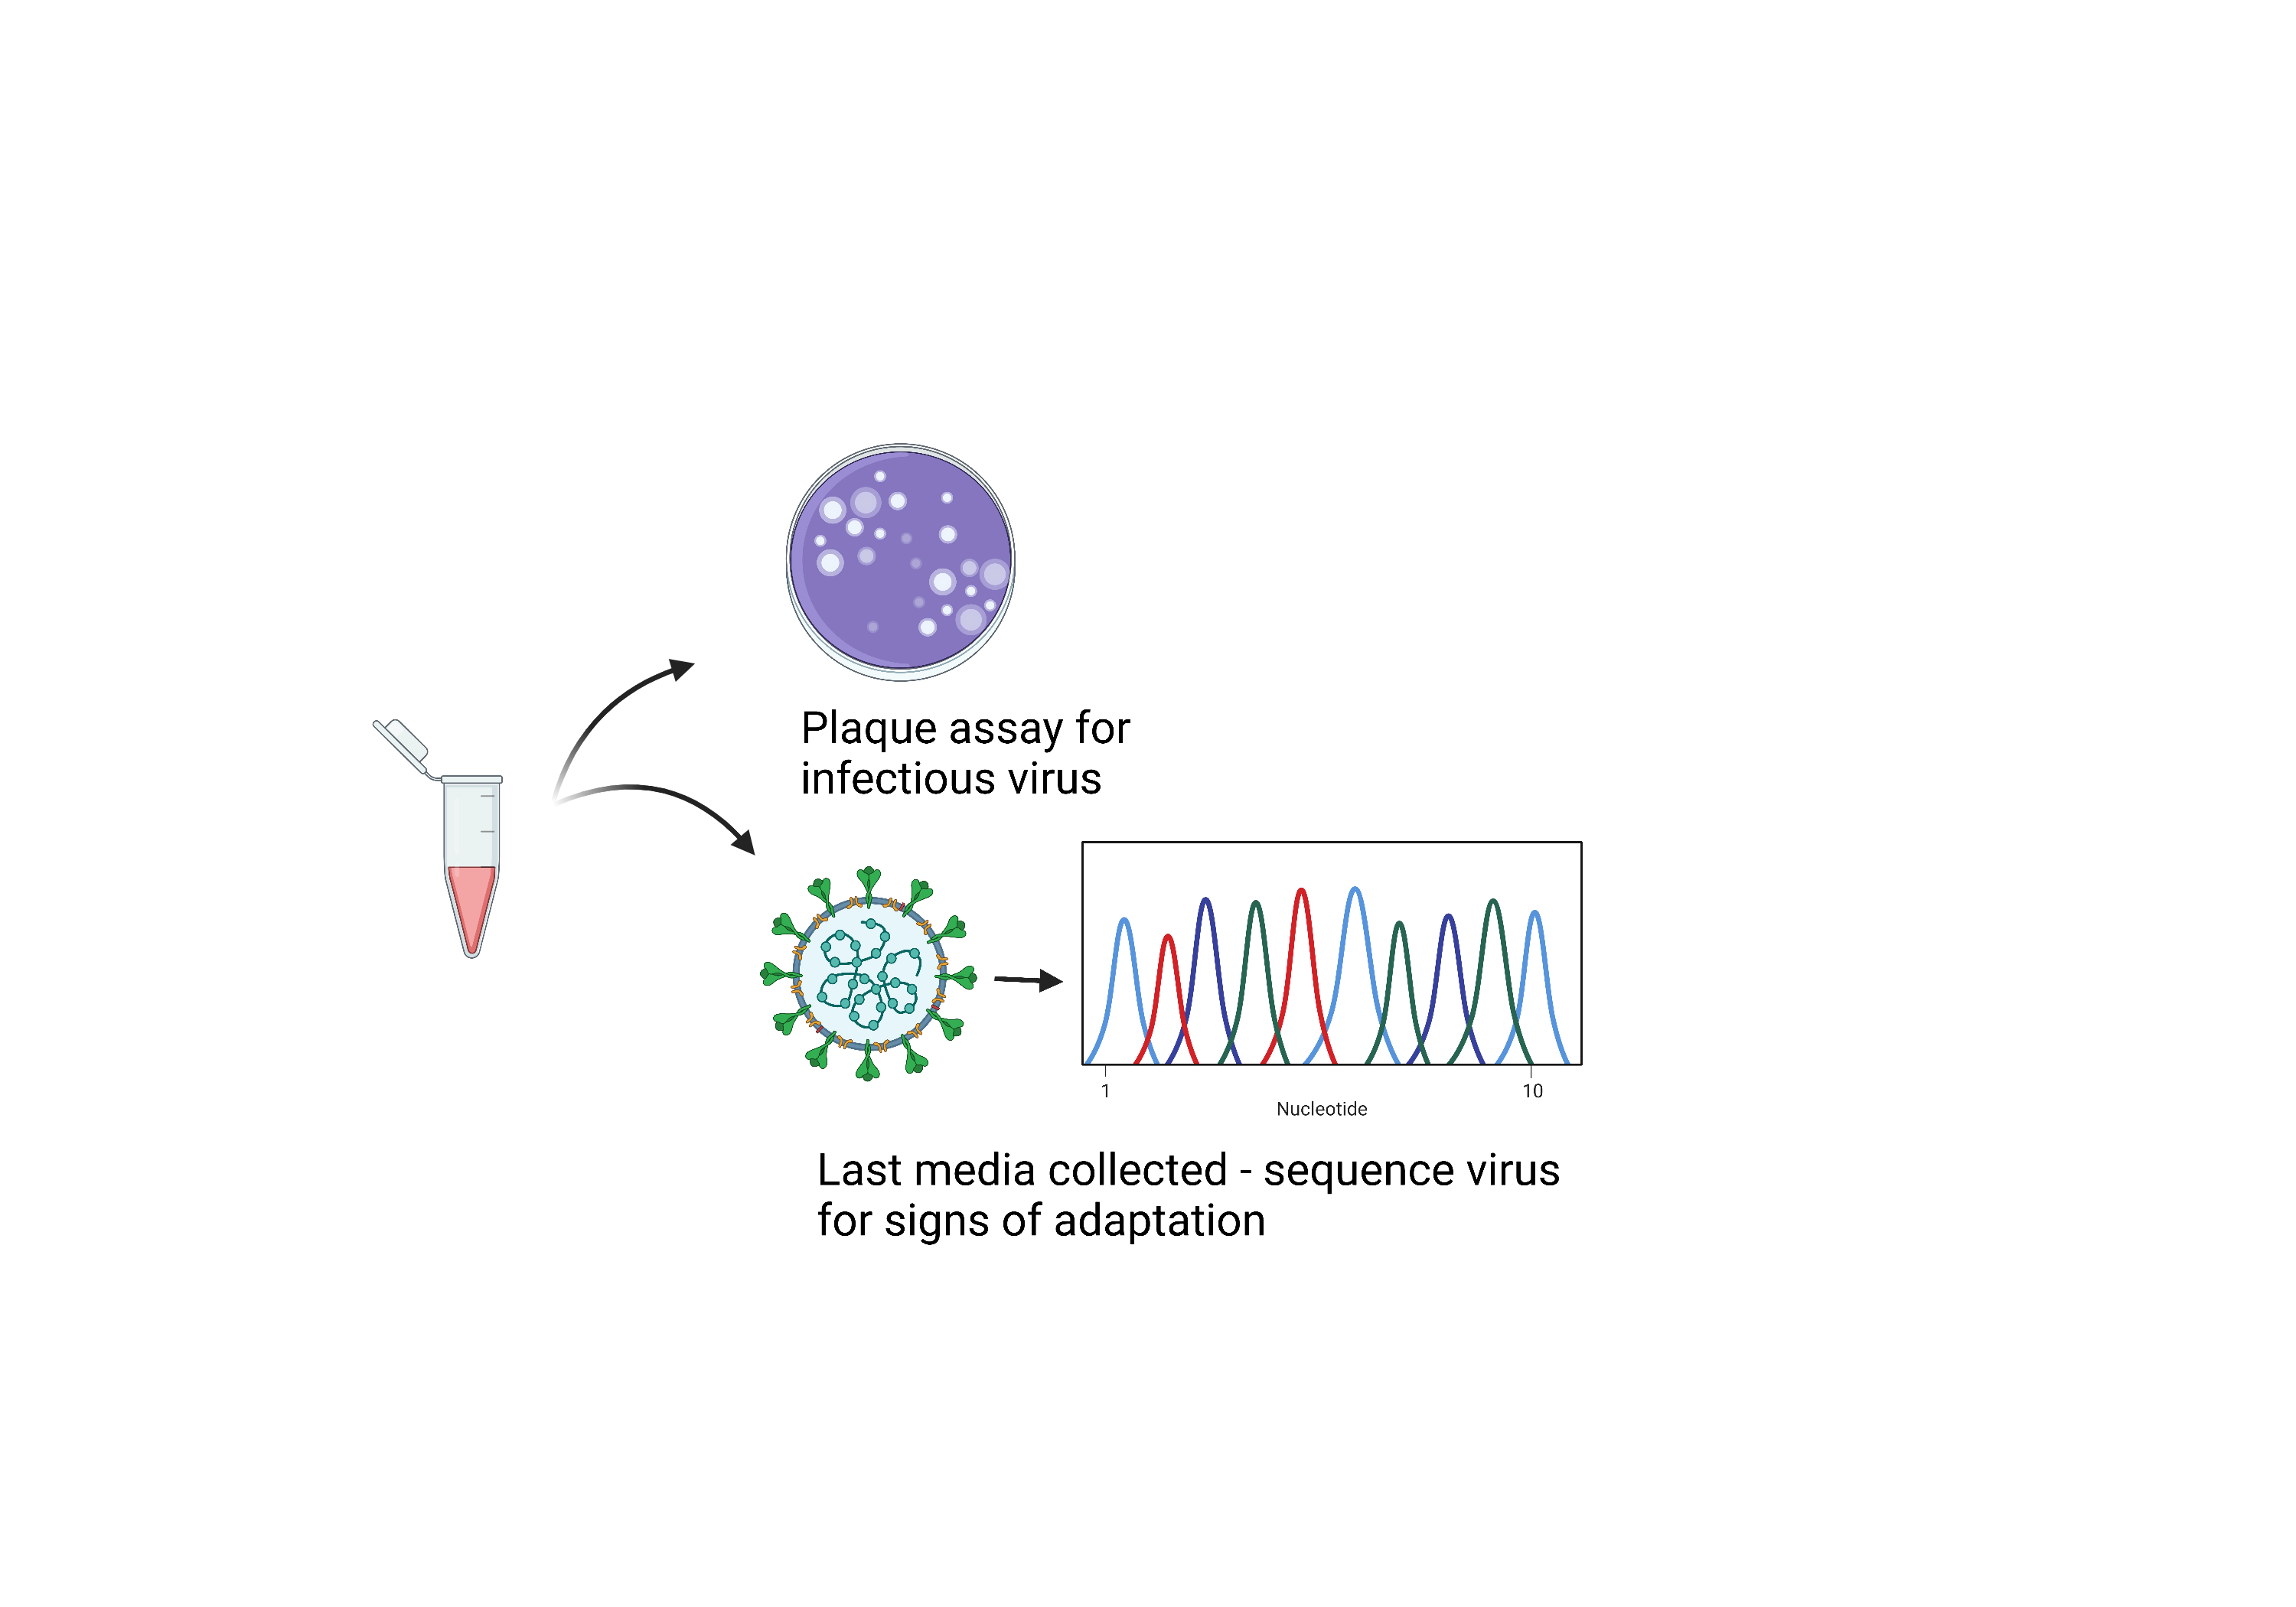 Plaque assay for
infectious virus
1
10
Nucleotide
Last media collected - sequence virus
for signs of adaptation